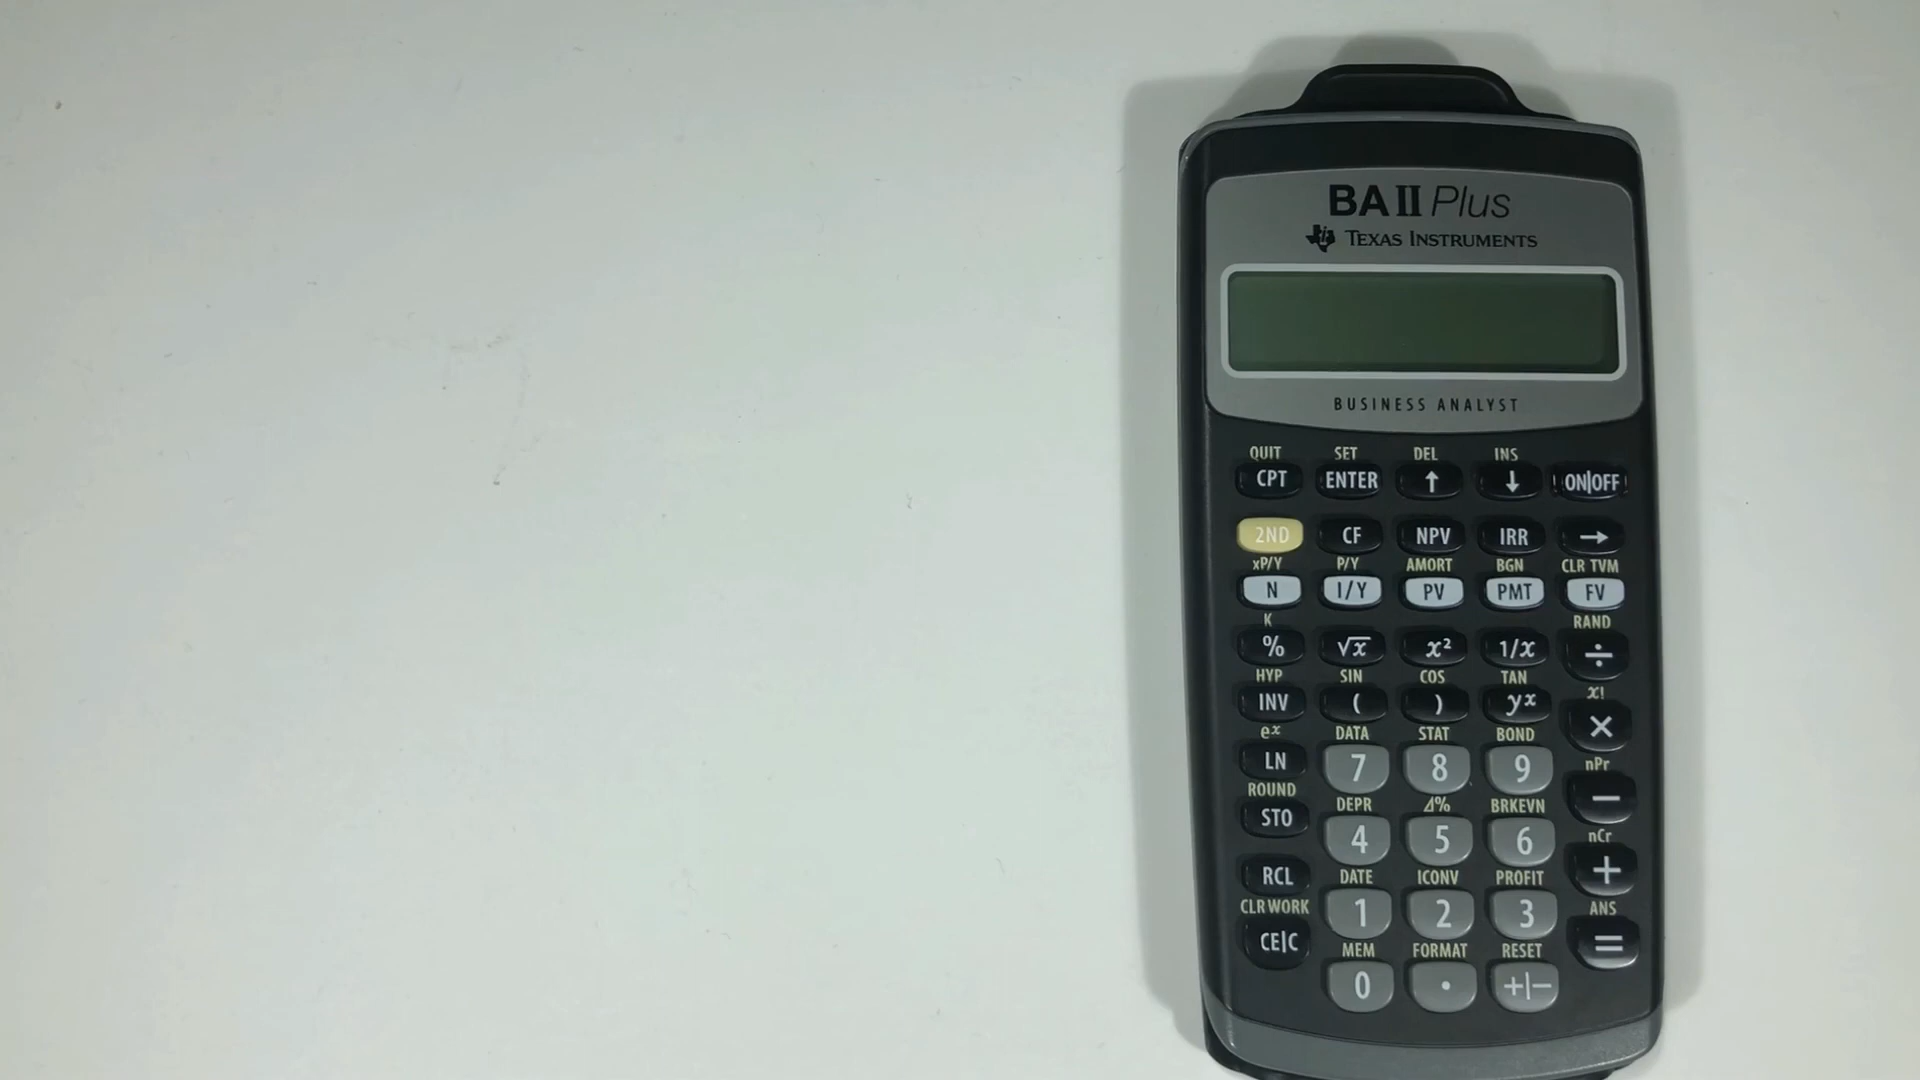 BA II Plus
TEXAS INSTRUMENTS
BUSINESS ANALYST
QUIT SET DEL INS
CPT ENTER ↑ ↓ ON|OFF
2ND CF NPV IRR →
xP/Y P/Y AMORT BGN CLR TVM
N I/Y PV PMT FV
K RAND
% √x x² 1/x ÷
HYP SIN COS TAN x!
INV ( ) yˣ ×
eˣ DATA STAT BOND nPr
LN 7 8 9 −
ROUND DEPR Δ% BRKEVN nCr
STO 4 5 6 +
RCL DATE ICONV PROFIT ANS
CLR WORK 1 2 3 =
CE|C MEM FORMAT RESET
0 . +|−